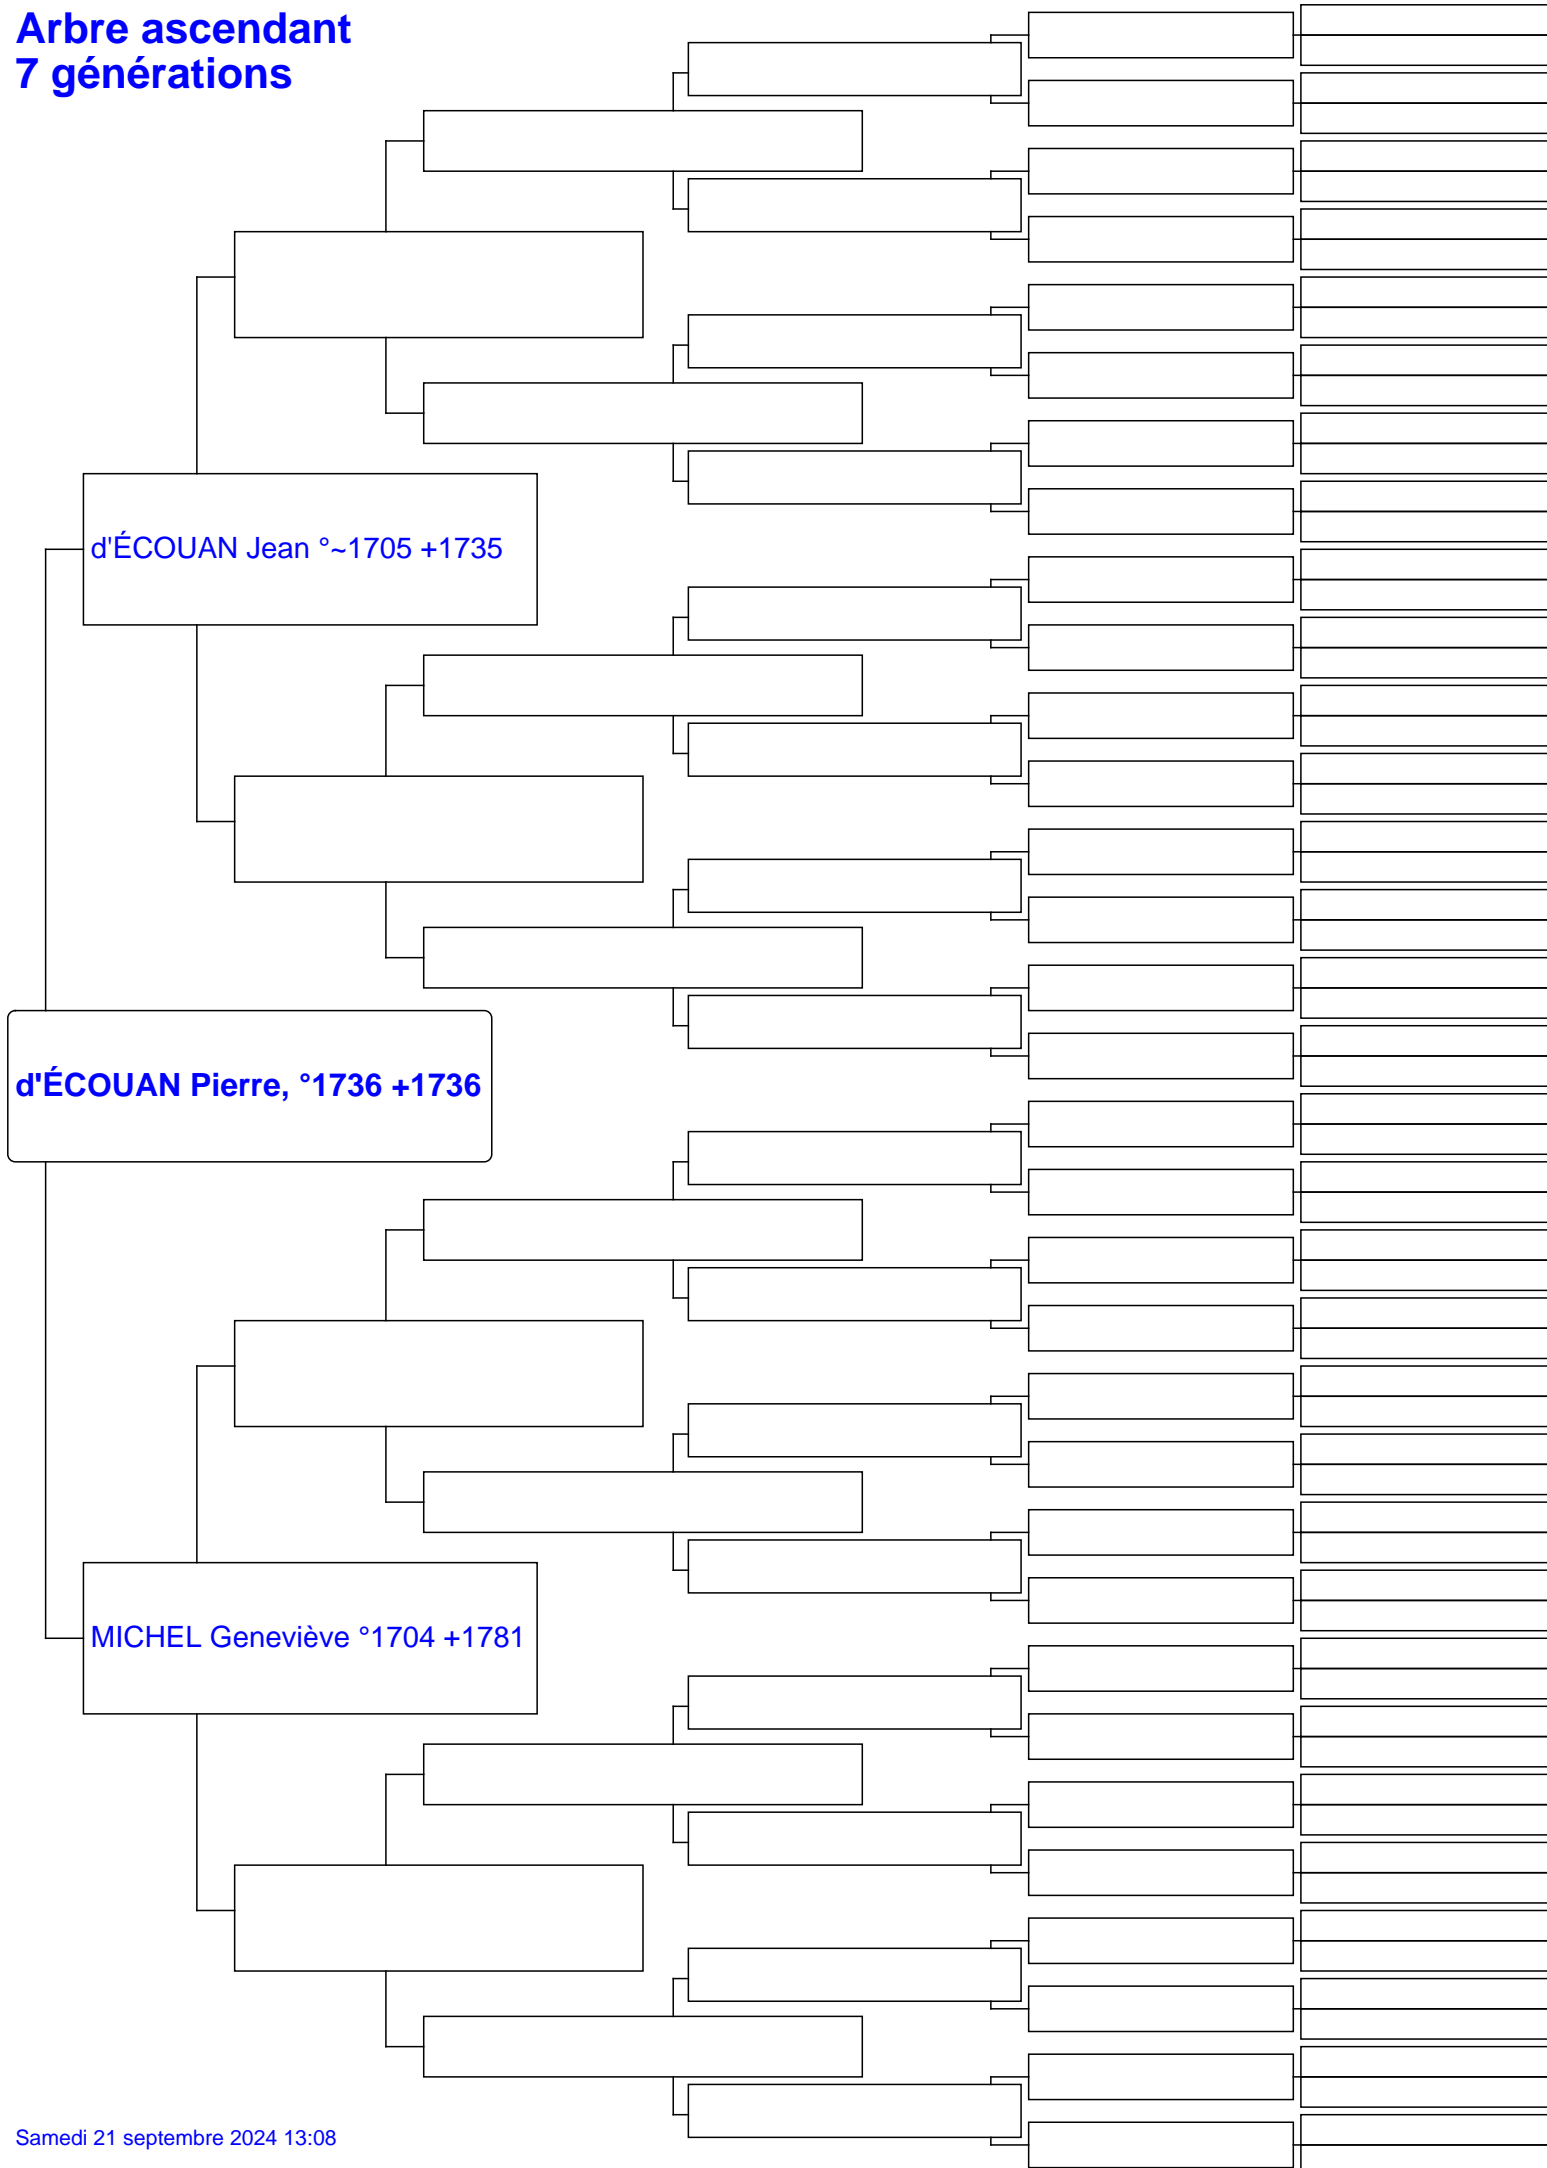 Arbre ascendant
7 générations
d'ÉCOUAN Jean °~1705 +1735
d'ÉCOUAN Pierre, °1736 +1736
MICHEL Geneviève °1704 +1781
Samedi 21 septembre 2024 13:08